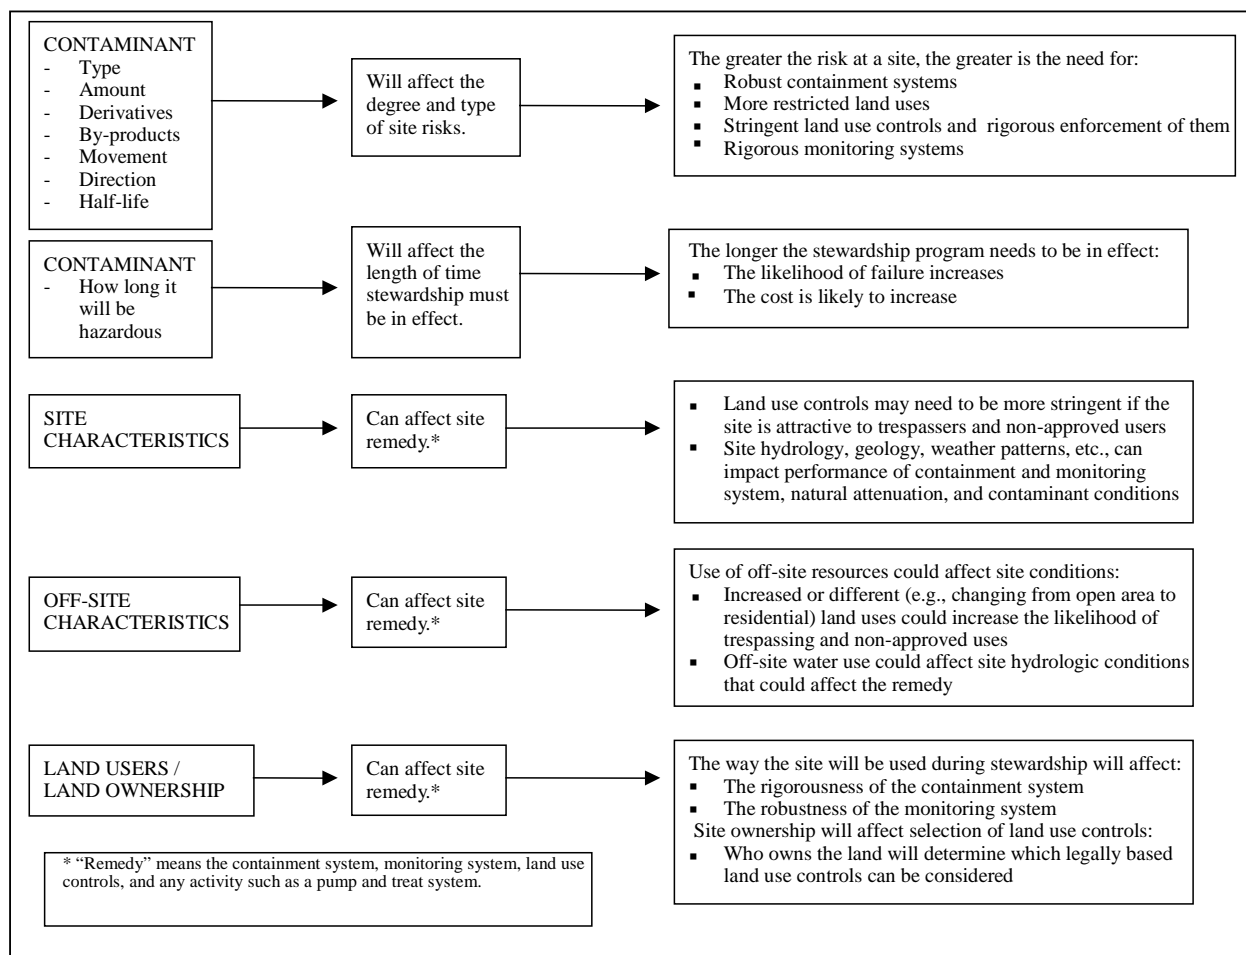 CONTAMINANT
- Type
- Amount
- Derivatives
- By-products
- Movement
- Direction
- Half-life
Will affect the
degree and type
of site risks.
The greater the risk at a site, the greater is the need for:
▪ Robust containment systems
▪ More restricted land uses
▪ Stringent land use controls and rigorous enforcement of them
▪ Rigorous monitoring systems
CONTAMINANT
- How long it
will be
hazardous
Will affect the
length of time
stewardship must
be in effect.
The longer the stewardship program needs to be in effect:
▪ The likelihood of failure increases
▪ The cost is likely to increase
SITE
CHARACTERISTICS
Can affect site
remedy.*
▪ Land use controls may need to be more stringent if the
site is attractive to trespassers and non-approved users
▪ Site hydrology, geology, weather patterns, etc., can
impact performance of containment and monitoring
system, natural attenuation, and contaminant conditions
OFF-SITE
CHARACTERISTICS
Can affect site
remedy.*
Use of off-site resources could affect site conditions:
▪ Increased or different (e.g., changing from open area to
residential) land uses could increase the likelihood of
trespassing and non-approved uses
▪ Off-site water use could affect site hydrologic conditions
that could affect the remedy
LAND USERS /
LAND OWNERSHIP
Can affect site
remedy.*
The way the site will be used during stewardship will affect:
▪ The rigorousness of the containment system
▪ The robustness of the monitoring system
Site ownership will affect selection of land use controls:
▪ Who owns the land will determine which legally based
land use controls can be considered
* “Remedy” means the containment system, monitoring system, land use
controls, and any activity such as a pump and treat system.